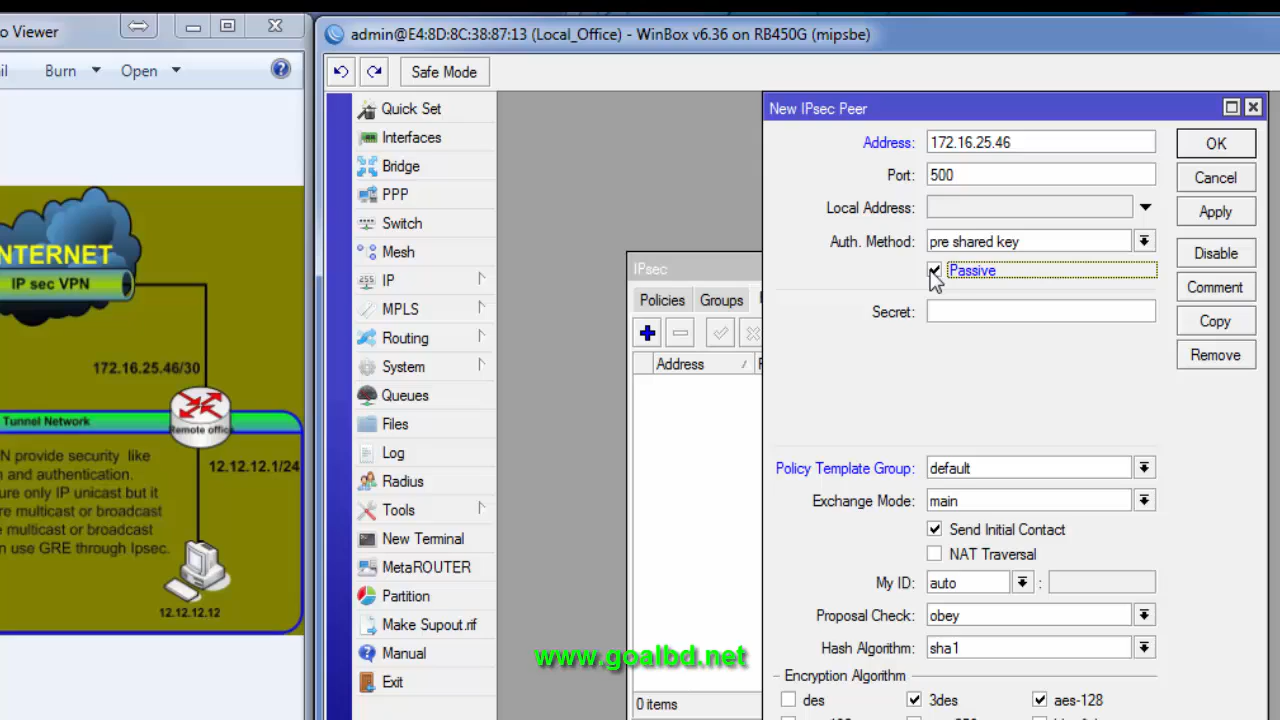 o Viewer
il
Burn
Open
NTERNET
IP sec VPN
172.16.25.46/30
Tunnel Network
Remote office
12.12.12.1/24
N provide security like
n and authentication.
ure only IP unicast but it
re multicast or broadcast
e multicast or broadcast
n use GRE through Ipsec.
12.12.12.12
admin@E4:8D:8C:38:87:13 (Local_Office) - WinBox v6.36 on RB450G (mipsbe)
Safe Mode
Quick Set
Interfaces
Bridge
PPP
Switch
Mesh
IP
MPLS
Routing
System
Queues
Files
Log
Radius
Tools
New Terminal
MetaROUTER
Partition
Make Supout.rif
Manual
Exit
IPsec
Policies Groups
Address
0 items
New IPsec Peer
Address: 172.16.25.46
Port: 500
Local Address:
Auth. Method: pre shared key
Passive
Secret:
Policy Template Group: default
Exchange Mode: main
Send Initial Contact
NAT Traversal
My ID: auto :
Proposal Check: obey
Hash Algorithm: sha1
Encryption Algorithm
des 3des aes-128
OK
Cancel
Apply
Disable
Comment
Copy
Remove
www.goalbd.net